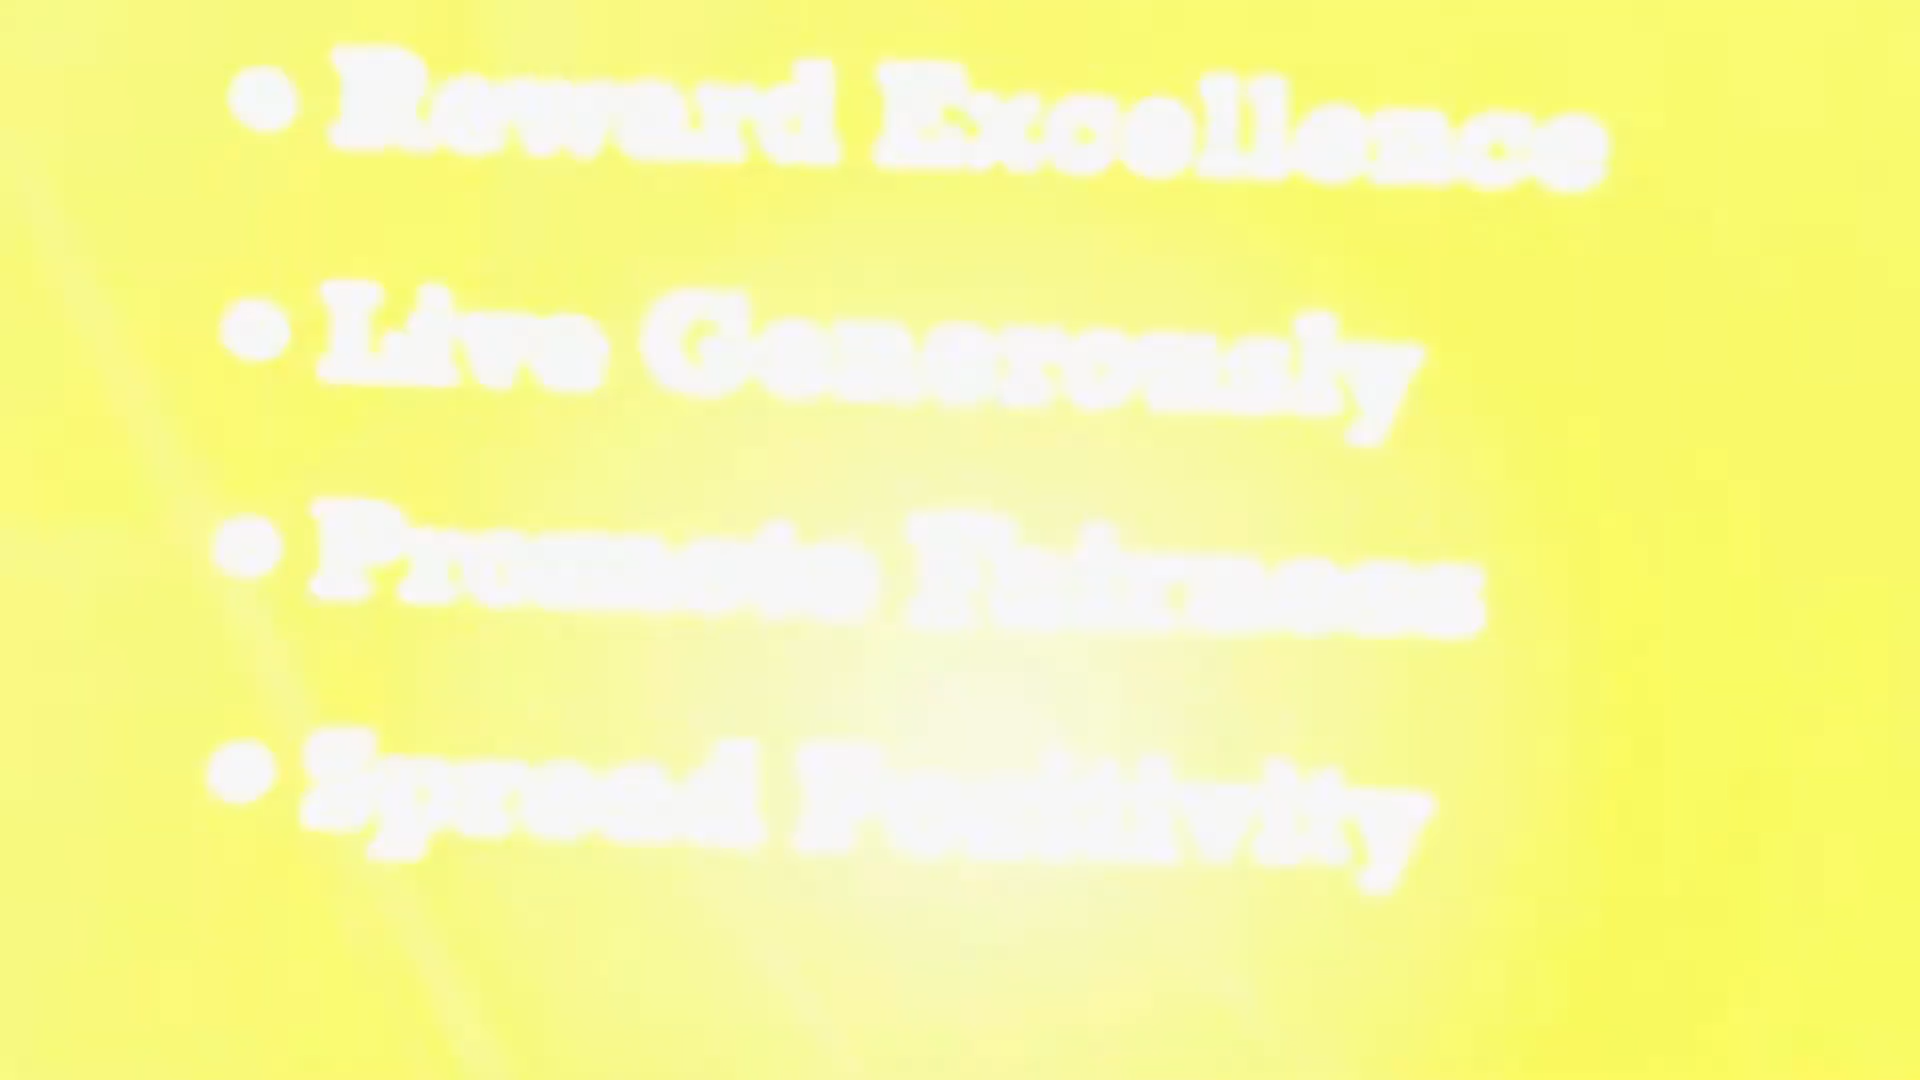 • Reward Excellence
• Live Generously
• Promote Fairness
• Spread Positivity